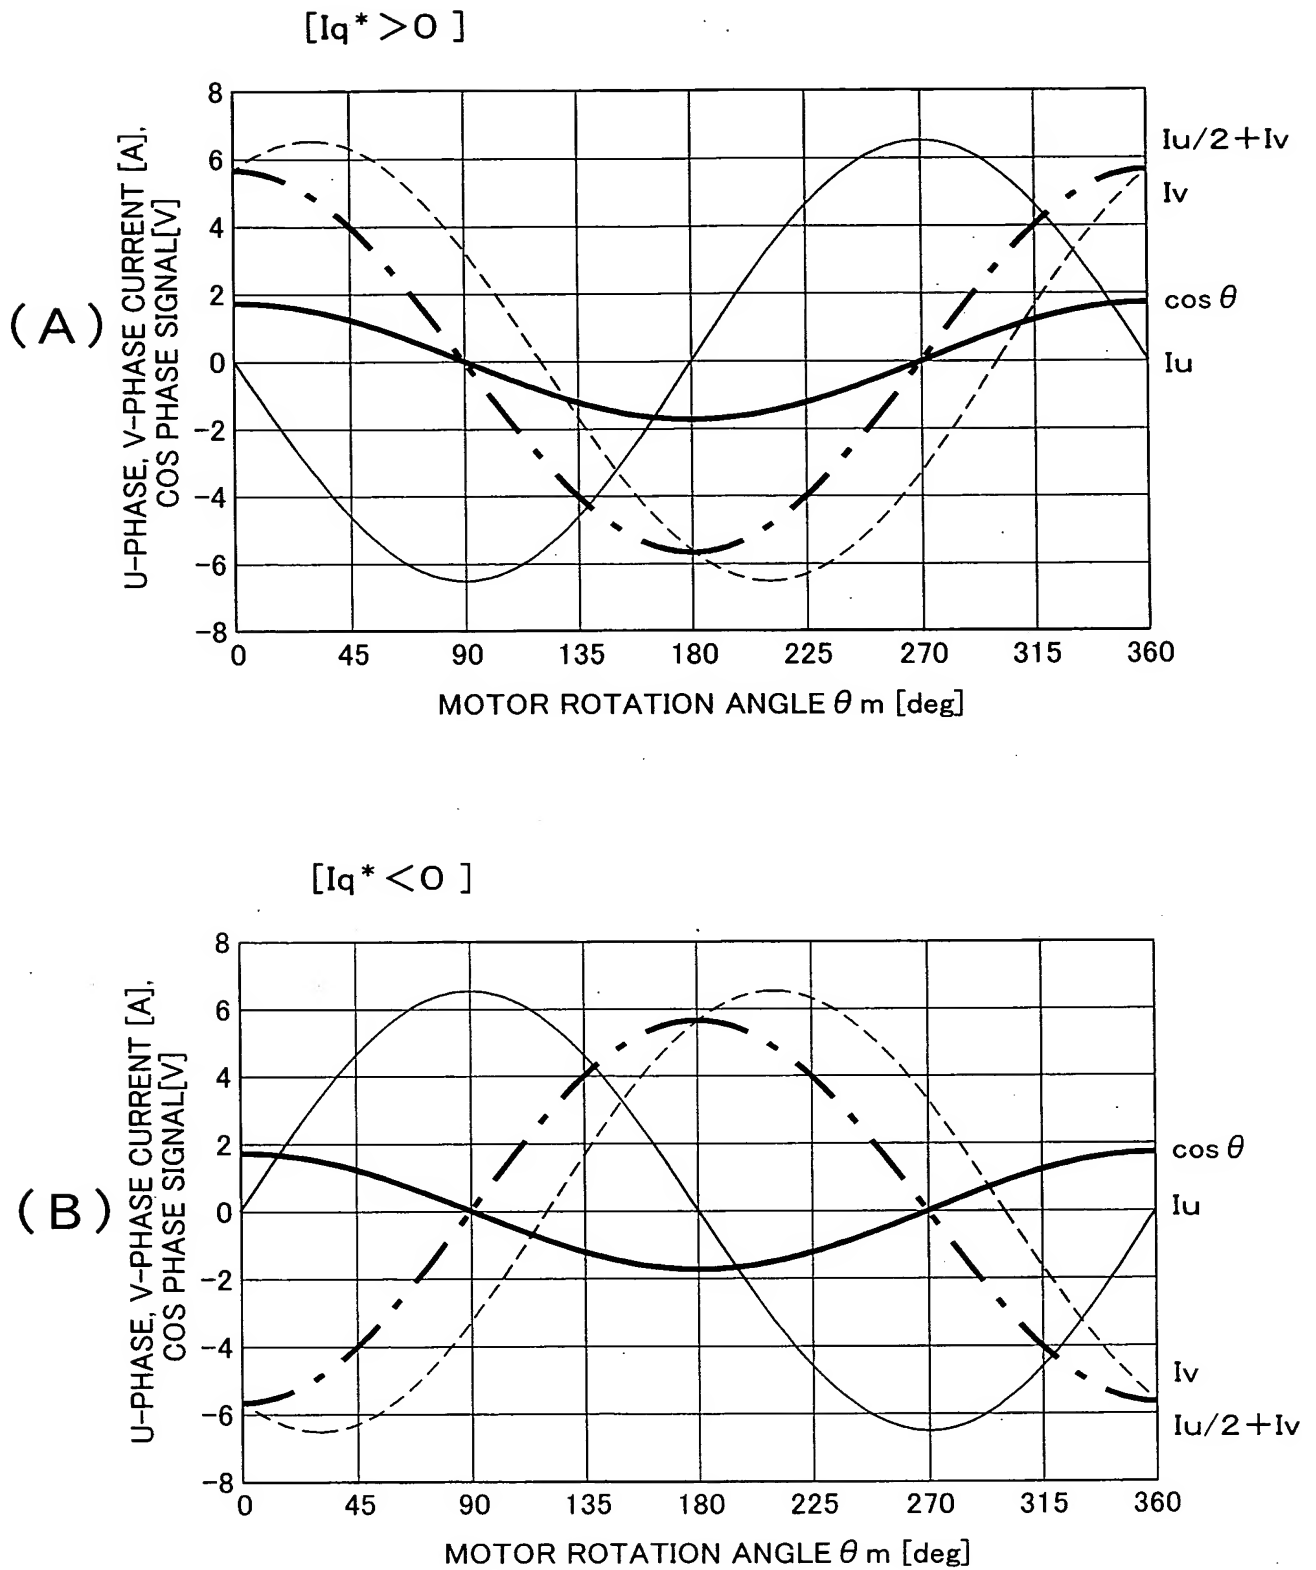 [Iq*>0 ]
(A)
U-PHASE, V-PHASE CURRENT [A],
COS PHASE SIGNAL[V]
8
6
4
2
0
-2
-4
-6
-8
0 45 90 135 180 225 270 315 360
MOTOR ROTATION ANGLE θ m [deg]
Iu/2+Iv
Iv
cos θ
Iu
[Iq*<0 ]
(B)
U-PHASE, V-PHASE CURRENT [A],
COS PHASE SIGNAL[V]
8
6
4
2
0
-2
-4
-6
-8
0 45 90 135 180 225 270 315 360
MOTOR ROTATION ANGLE θ m [deg]
cos θ
Iu
Iv
Iu/2+Iv